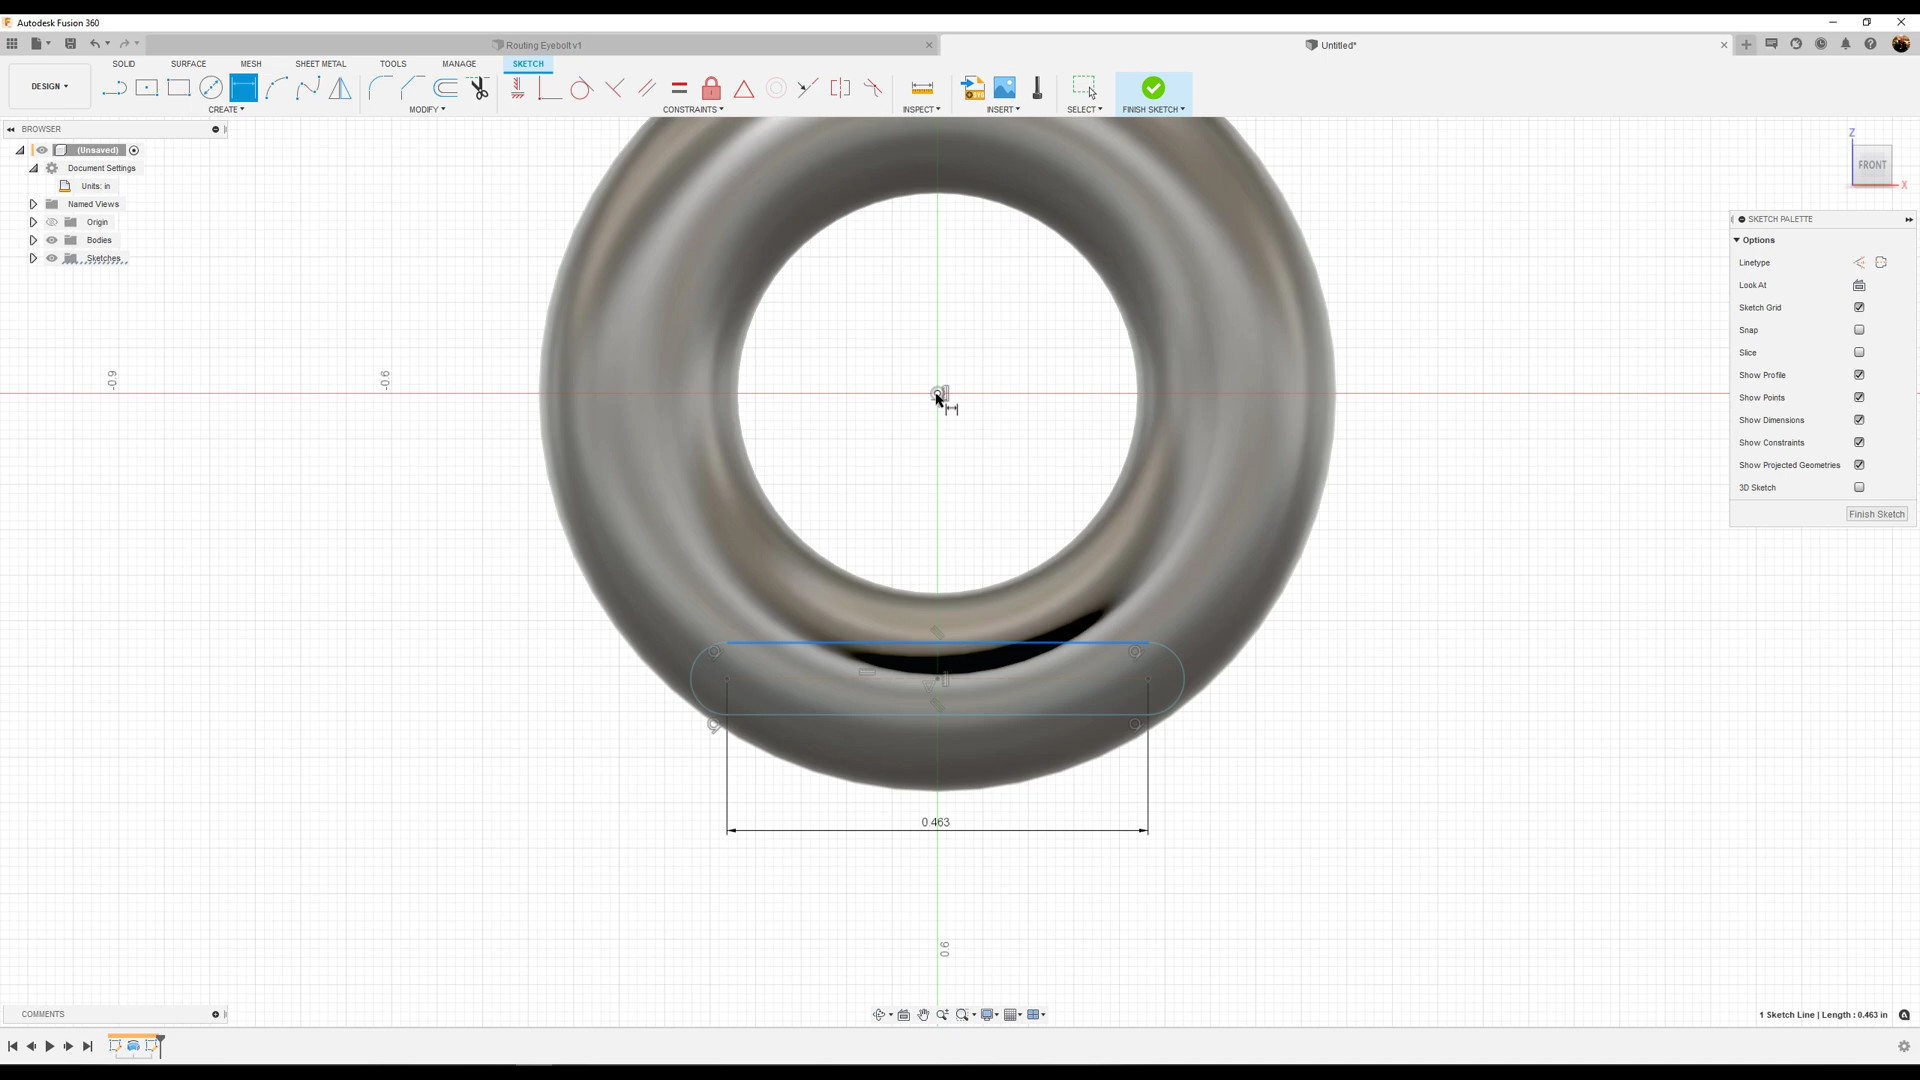 Autodesk Fusion 360
Routing Eyebolt v1
Untitled*
DESIGN
SOLID
SURFACE
MESH
SHEET METAL
TOOLS
MANAGE
SKETCH
CREATE
MODIFY
CONSTRAINTS
INSPECT
INSERT
SELECT
FINISH SKETCH
BROWSER
(Unsaved)
Document Settings
Units: in
Named Views
Origin
Bodies
Sketches
Z
FRONT
X
SKETCH PALETTE
Options
Linetype
Look At
Sketch Grid
Snap
Slice
Show Profile
Show Points
Show Dimensions
Show Constraints
Show Projected Geometries
3D Sketch
Finish Sketch
-0.9
-0.6
0.463
0.6
COMMENTS
1 Sketch Line | Length : 0.463 in